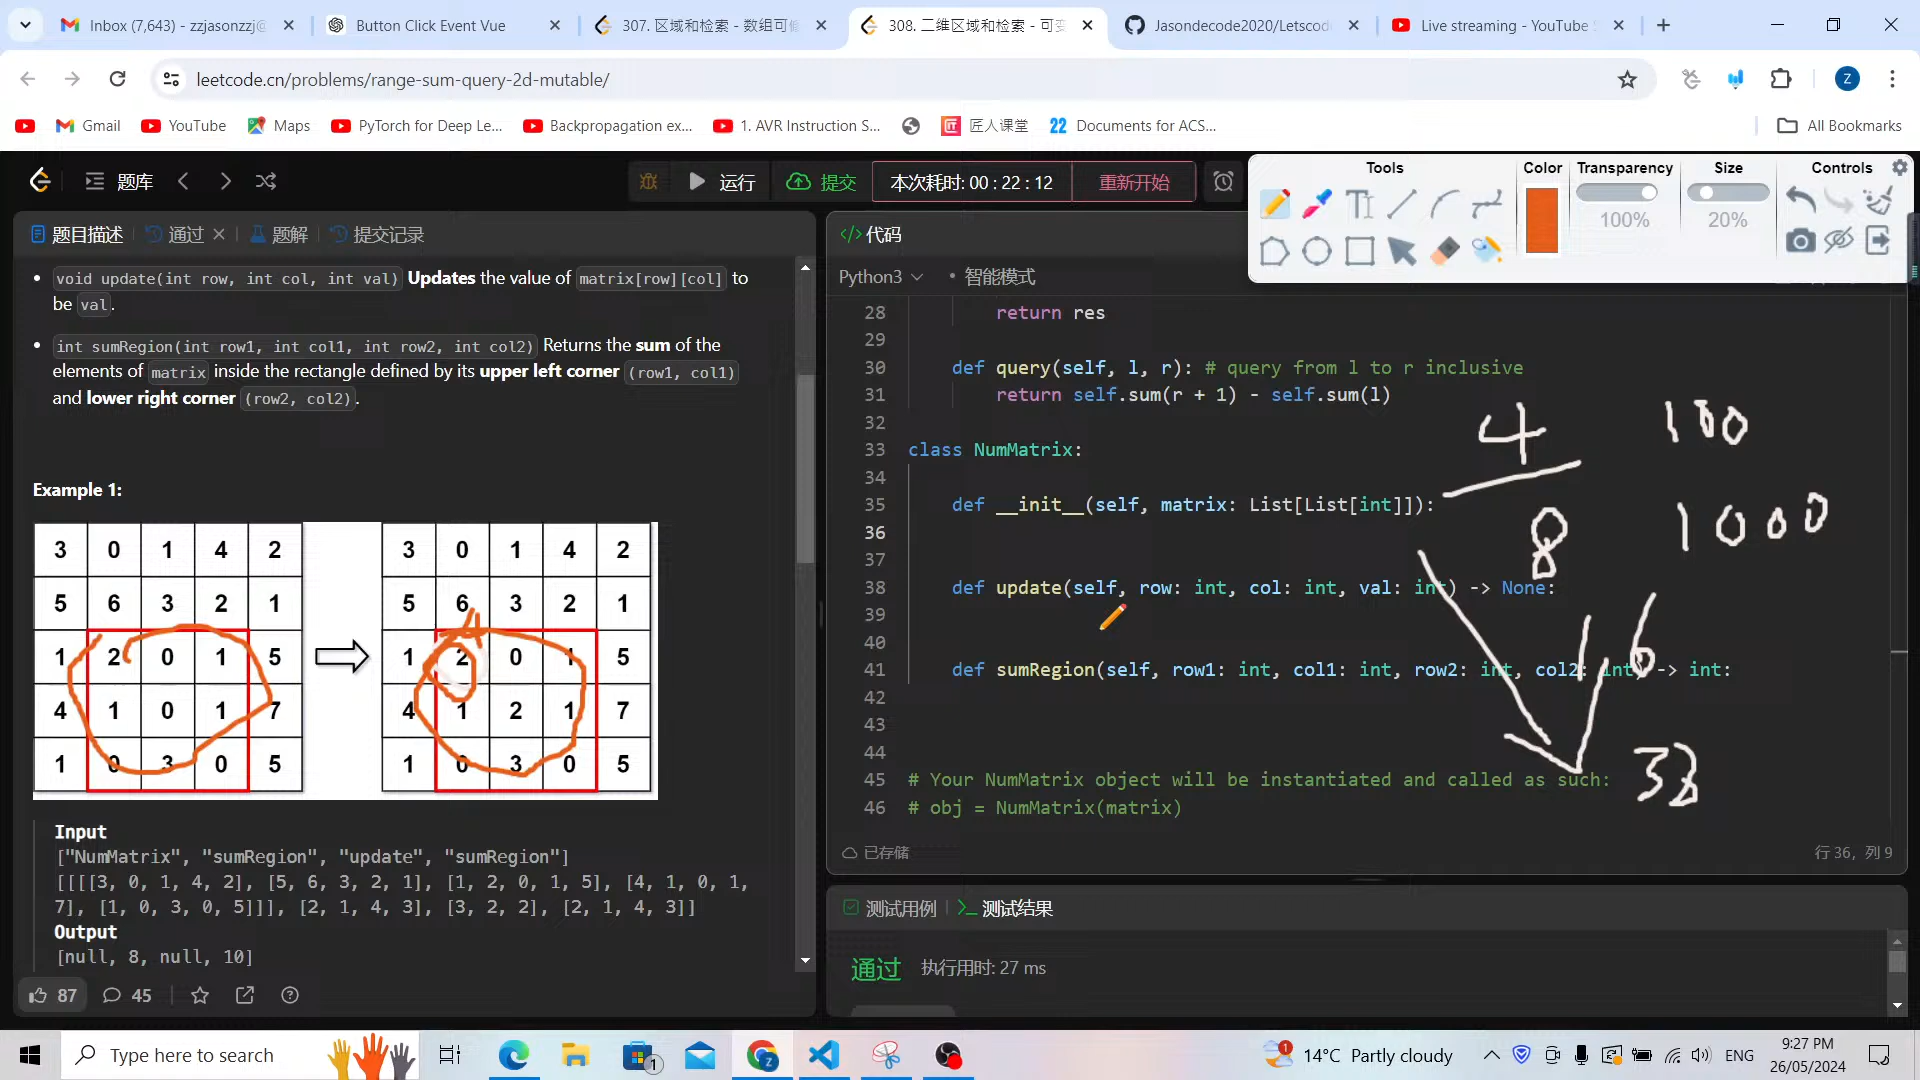 Inbox (7,643) - zzjasonzzj@
Button Click Event Vue
307. 区域和检索 - 数组可修
308. 二维区域和检索 - 可变
Jasondecode2020/Letscod
Live streaming - YouTube
leetcode.cn/problems/range-sum-query-2d-mutable/
Z
Gmail
YouTube
Maps
PyTorch for Deep Le...
Backpropagation ex...
1. AVR Instruction S...
匠人课堂
22 Documents for ACS...
All Bookmarks
题库
运行
提交
本次耗时: 00 : 22 : 12
重新开始
Tools
Color
Transparency
Size
Controls
100%
20%
题目描述
通过
题解
提交记录
void update(int row, int col, int val) Updates the value of matrix[row][col] to
be val.
int sumRegion(int row1, int col1, int row2, int col2) Returns the sum of the
elements of matrix inside the rectangle defined by its upper left corner (row1, col1)
and lower right corner (row2, col2).
Example 1:
3 0 1 4 2
5 6 3 2 1
1 2 0 1 5
4 1 0 1 7
1 0 3 0 5
3 0 1 4 2
5 6 3 2 1
1 2 0 1 5
4 1 2 1 7
1 0 3 0 5
4
Input
["NumMatrix", "sumRegion", "update", "sumRegion"]
[[[[3, 0, 1, 4, 2], [5, 6, 3, 2, 1], [1, 2, 0, 1, 5], [4, 1, 0, 1,
7], [1, 0, 3, 0, 5]]], [2, 1, 4, 3], [3, 2, 2], [2, 1, 4, 3]]
Output
[null, 8, null, 10]
87
45
代码
Python3
智能模式
28 return res
29
30 def query(self, l, r): # query from l to r inclusive
31 return self.sum(r + 1) - self.sum(l)
32
33 class NumMatrix:
34
35 def __init__(self, matrix: List[List[int]]):
36
37
38 def update(self, row: int, col: int, val: int) -> None:
39
40
41 def sumRegion(self, row1: int, col1: int, row2: int, col2: int) -> int:
42
43
44
45 # Your NumMatrix object will be instantiated and called as such:
46 # obj = NumMatrix(matrix)
4
100
8
1000
16
已存储
行 36, 列 9
测试用例
测试结果
通过
执行用时: 27 ms
Type here to search
1
1
14°C Partly cloudy
ENG
9:27 PM
26/05/2024